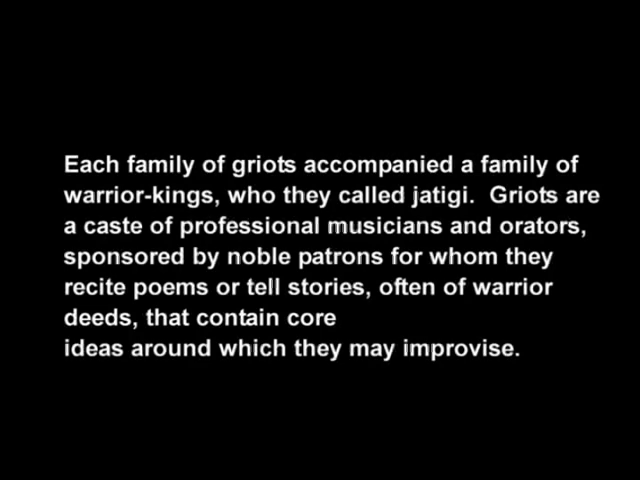 Each family of griots accompanied a family of
warrior-kings, who they called jatigi.  Griots are
a caste of professional musicians and orators,
sponsored by noble patrons for whom they
recite poems or tell stories, often of warrior
deeds, that contain core
ideas around which they may improvise.